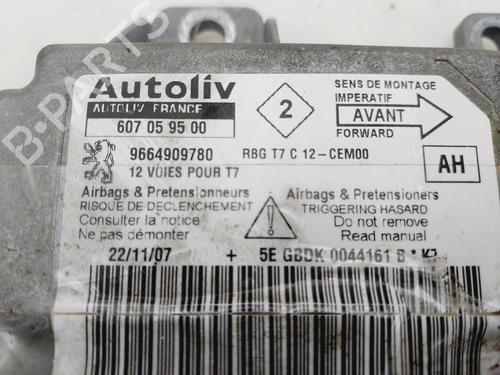 Autoliv
AUTOLIV FRANCE
607 05 95 00
2
SENS DE MONTAGE
IMPERATIF
AVANT
FORWARD
9664909780
RBG T7 C 12-CEM00
12 VOIES POUR T7
AH
Airbags & Pretensionneurs
RISQUE DE DECLENCHEMENT
Consulter la notice
Ne pas démonter
Airbags & Pretensioners
TRIGGERING HASARD
Do not remove
Read manual
22/11/07 + 5E GBDK 0044161 B * K7
B-PARTS